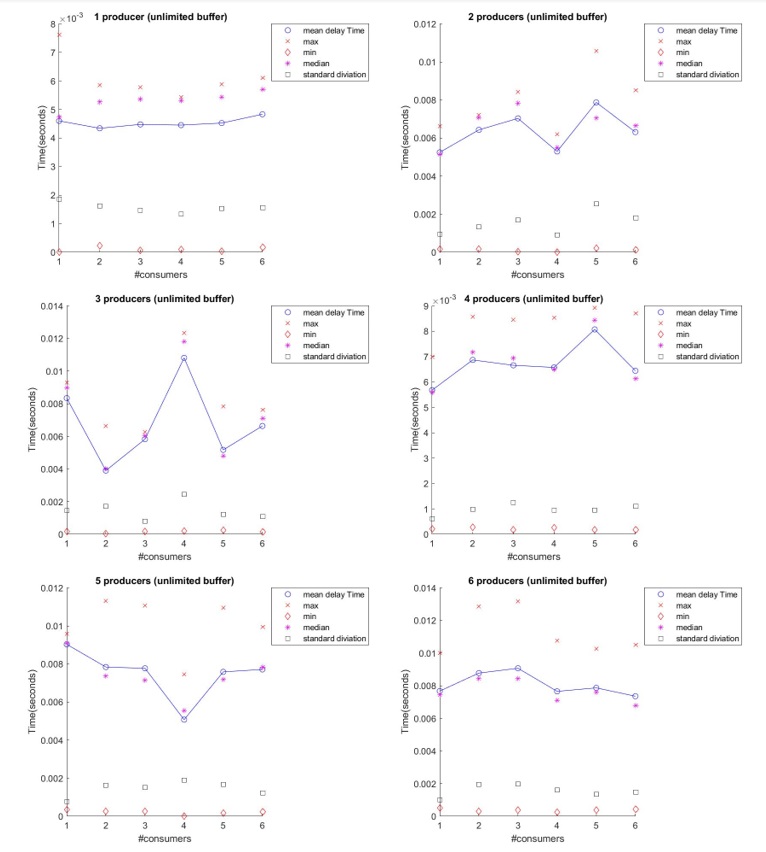 1 producer (unlimited buffer)
×10⁻³
8
7
6
5
4
3
2
1
0
Time(seconds)
1 2 3 4 5 6
#consumers
mean delay Time
max
min
median
standard diviation
2 producers (unlimited buffer)
0.012
0.01
0.008
0.006
0.004
0.002
0
Time(seconds)
1 2 3 4 5 6
#consumers
mean delay Time
max
min
median
standard diviation
3 producers (unlimited buffer)
0.014
0.012
0.01
0.008
0.006
0.004
0.002
0
Time(seconds)
1 2 3 4 5 6
#consumers
mean delay Time
max
min
median
standard diviation
4 producers (unlimited buffer)
×10⁻³
9
8
7
6
5
4
3
2
1
0
Time(seconds)
1 2 3 4 5 6
#consumers
mean delay Time
max
min
median
standard diviation
5 producers (unlimited buffer)
0.012
0.01
0.008
0.006
0.004
0.002
0
Time(seconds)
1 2 3 4 5 6
#consumers
mean delay Time
max
min
median
standard diviation
6 producers (unlimited buffer)
0.014
0.012
0.01
0.008
0.006
0.004
0.002
0
Time(seconds)
1 2 3 4 5 6
#consumers
mean delay Time
max
min
median
standard diviation